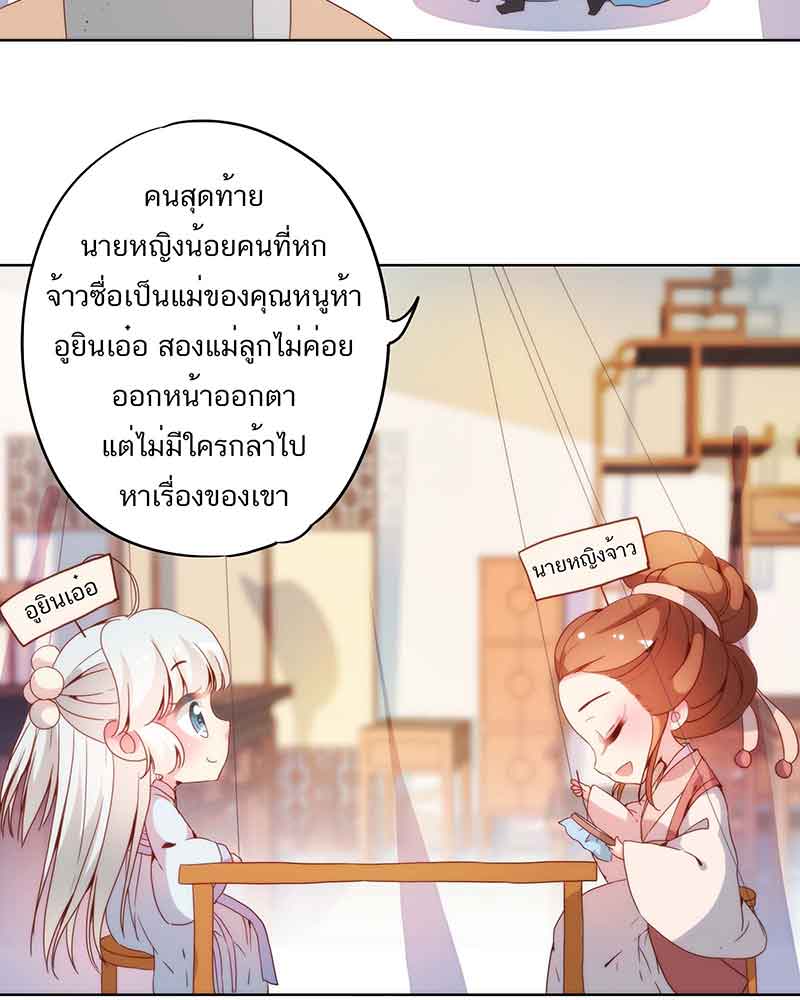 คนสุดท้าย
นายหญิงน้อยคนที่หก
จ้าวซื่อเป็นแม่ของคุณหนูห้า
อูยินเอ๋อ สองแม่ลูกไม่ค่อย
ออกหน้าออกตา
แต่ไม่มีใครกล้าไป
หาเรื่องของเขา
นายหญิงจ้าว
อูยินเอ๋อ